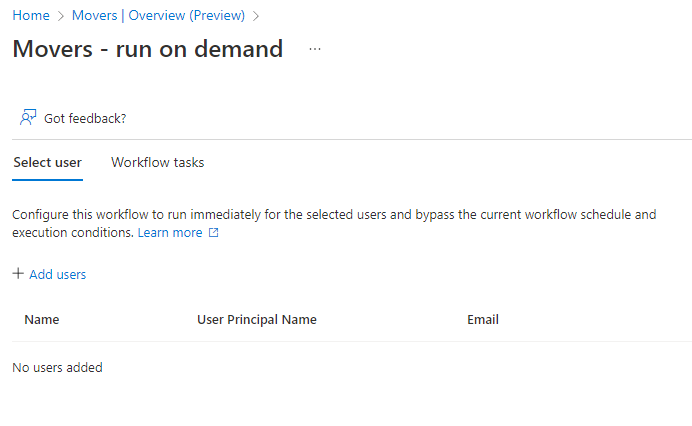 Home > Movers | Overview (Preview) >
Movers - run on demand ...
Got feedback?
Select user Workflow tasks
Configure this workflow to run immediately for the selected users and bypass the current workflow schedule and
execution conditions. Learn more
+ Add users
Name User Principal Name Email
No users added